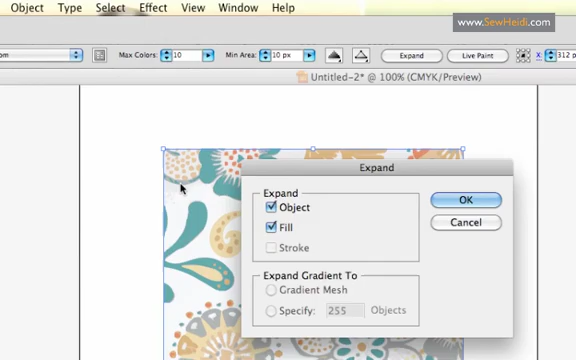 Object Type Select Effect View Window Help
www.SewHeidi.com
om Max Colors: 10 Min Area: 10 px Expand Live Paint X: 312 p
Untitled-2* @ 100% (CMYK/Preview)
Expand
Expand
Object
Fill
Stroke
OK
Cancel
Expand Gradient To
Gradient Mesh
Specify: 255 Objects